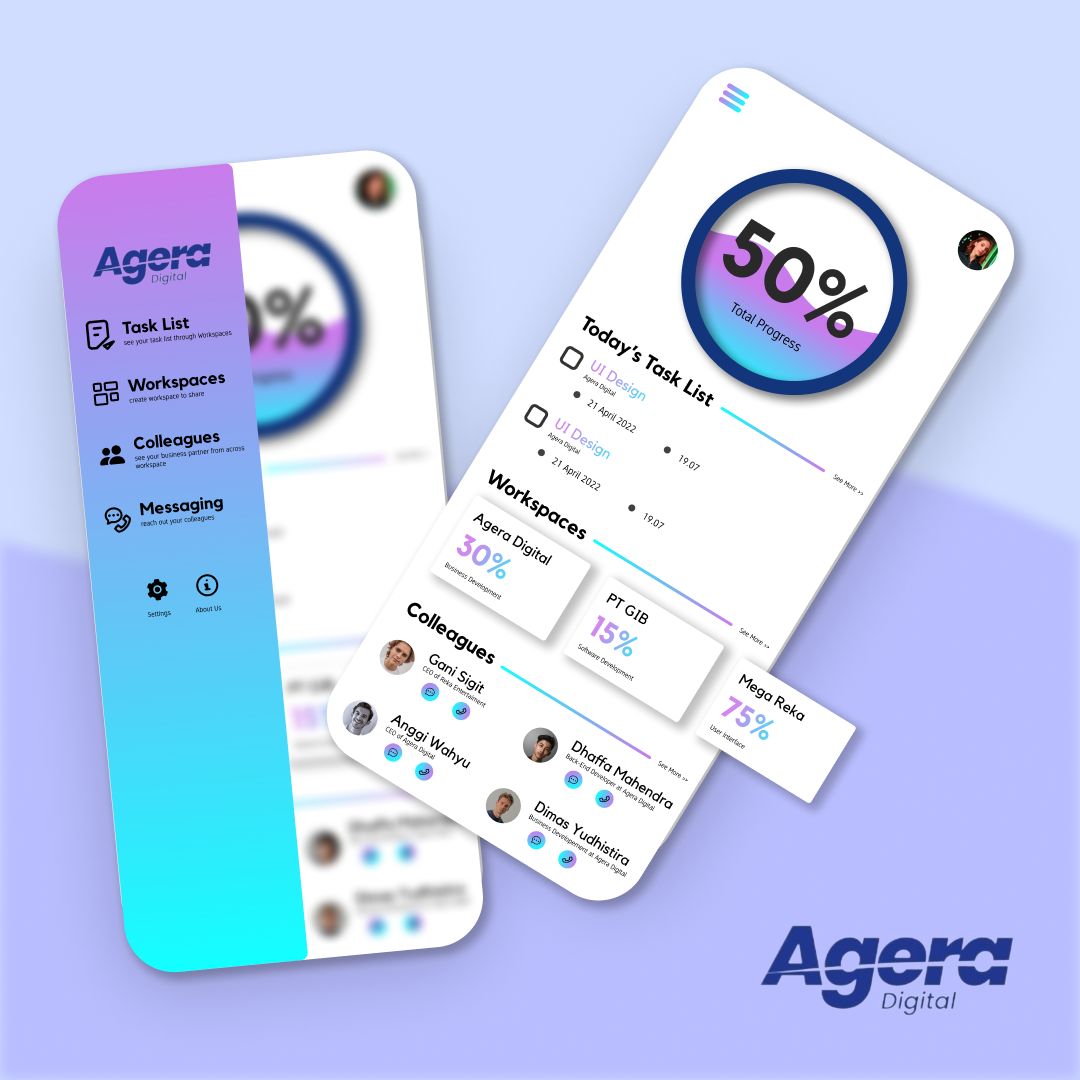 Agera
Digital
Task List
see your task list through Workspaces
Workspaces
create workspace to share
Colleagues
see your business partner from across
workspace
Messaging
reach out your colleagues
Settings
About Us
50%
Total Progress
Today's Task List
See More >>
UI Design
Agera Digital
21 April 2022
19.07
UI Design
Agera Digital
21 April 2022
19.07
Workspaces
See More >>
Agera Digital
30%
Business Development
PT GIB
15%
Software Development
Mega Reka
75%
User Interface
Colleagues
See More >>
Gani Sigit
CEO of Reka Entertaiment
Anggi Wahyu
CEO of Agera Digital
Dhaffa Mahendra
Back-End Developer at Agera Digital
Dimas Yudhistira
Business Developement at Agera Digital
Agera
Digital